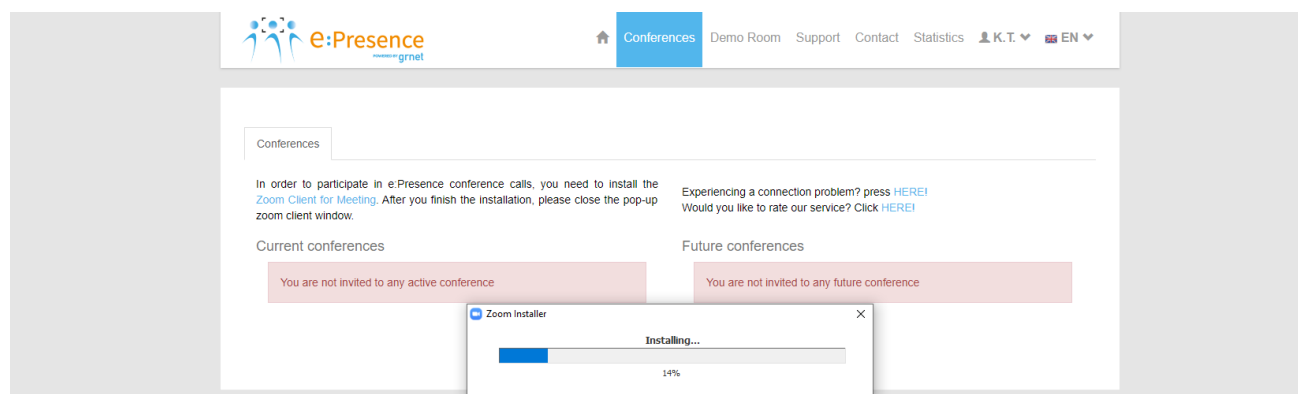 e:Presence
POWERED BY grnet
Conferences Demo Room Support Contact Statistics K.T. EN
Conferences
In order to participate in e:Presence conference calls, you need to install the
Zoom Client for Meeting. After you finish the installation, please close the pop-up
zoom client window.
Experiencing a connection problem? press HERE!
Would you like to rate our service? Click HERE!
Current conferences
Future conferences
You are not invited to any active conference
You are not invited to any future conference
Zoom Installer
Installing...
14%